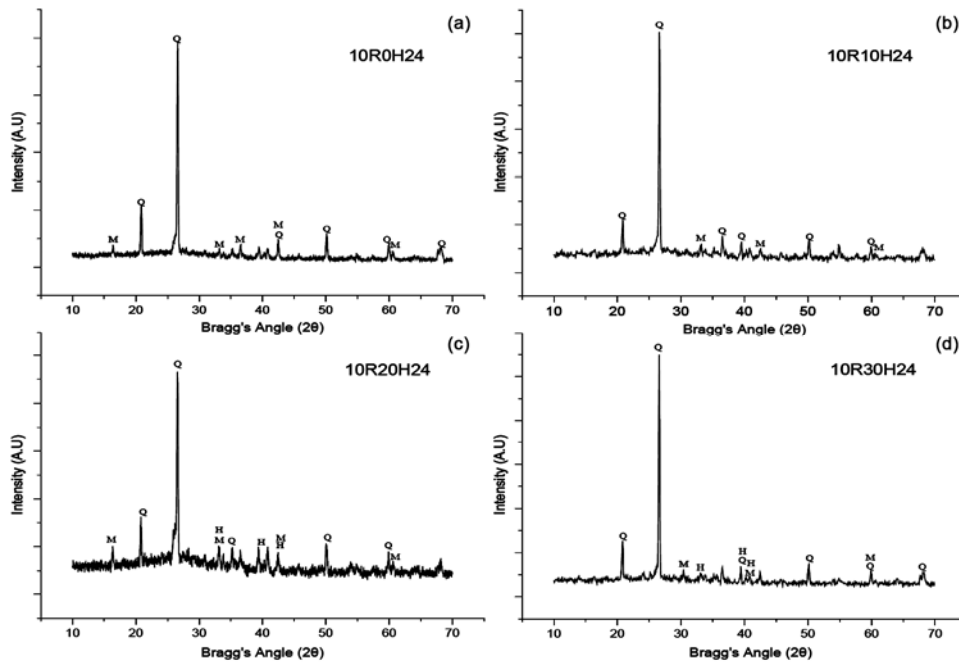 (a)
10R0H24
Q
Q
M
M
M
M
Q
Q
Q
M
Q
Intensity (A.U)
10 20 30 40 50 60 70
Bragg's Angle (2θ)
(b)
10R10H24
Q
Q
M
Q
Q
M
Q
Q
M
Intensity (A.U)
10 20 30 40 50 60 70
Bragg's Angle (2θ)
(c)
10R20H24
Q
M
Q
H
M
Q
H
M
H
Q
Q
M
Intensity (A.U)
10 20 30 40 50 60 70
Bragg's Angle (2θ)
(d)
10R30H24
Q
Q
M
H
H
Q
H
M
Q
M
Q
Q
Intensity (A.U)
10 20 30 40 50 60 70
Bragg's Angle (2θ)